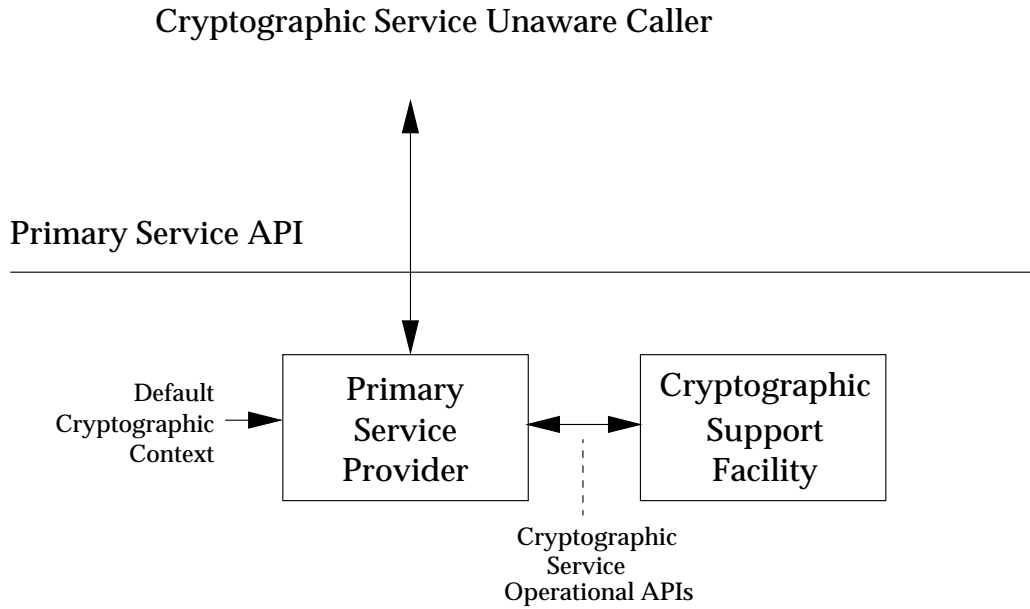 Cryptographic Service Unaware Caller
Primary Service API
Default
Cryptographic
Context
Primary
Service
Provider
Cryptographic
Support
Facility
Cryptographic
Service
Operational APIs